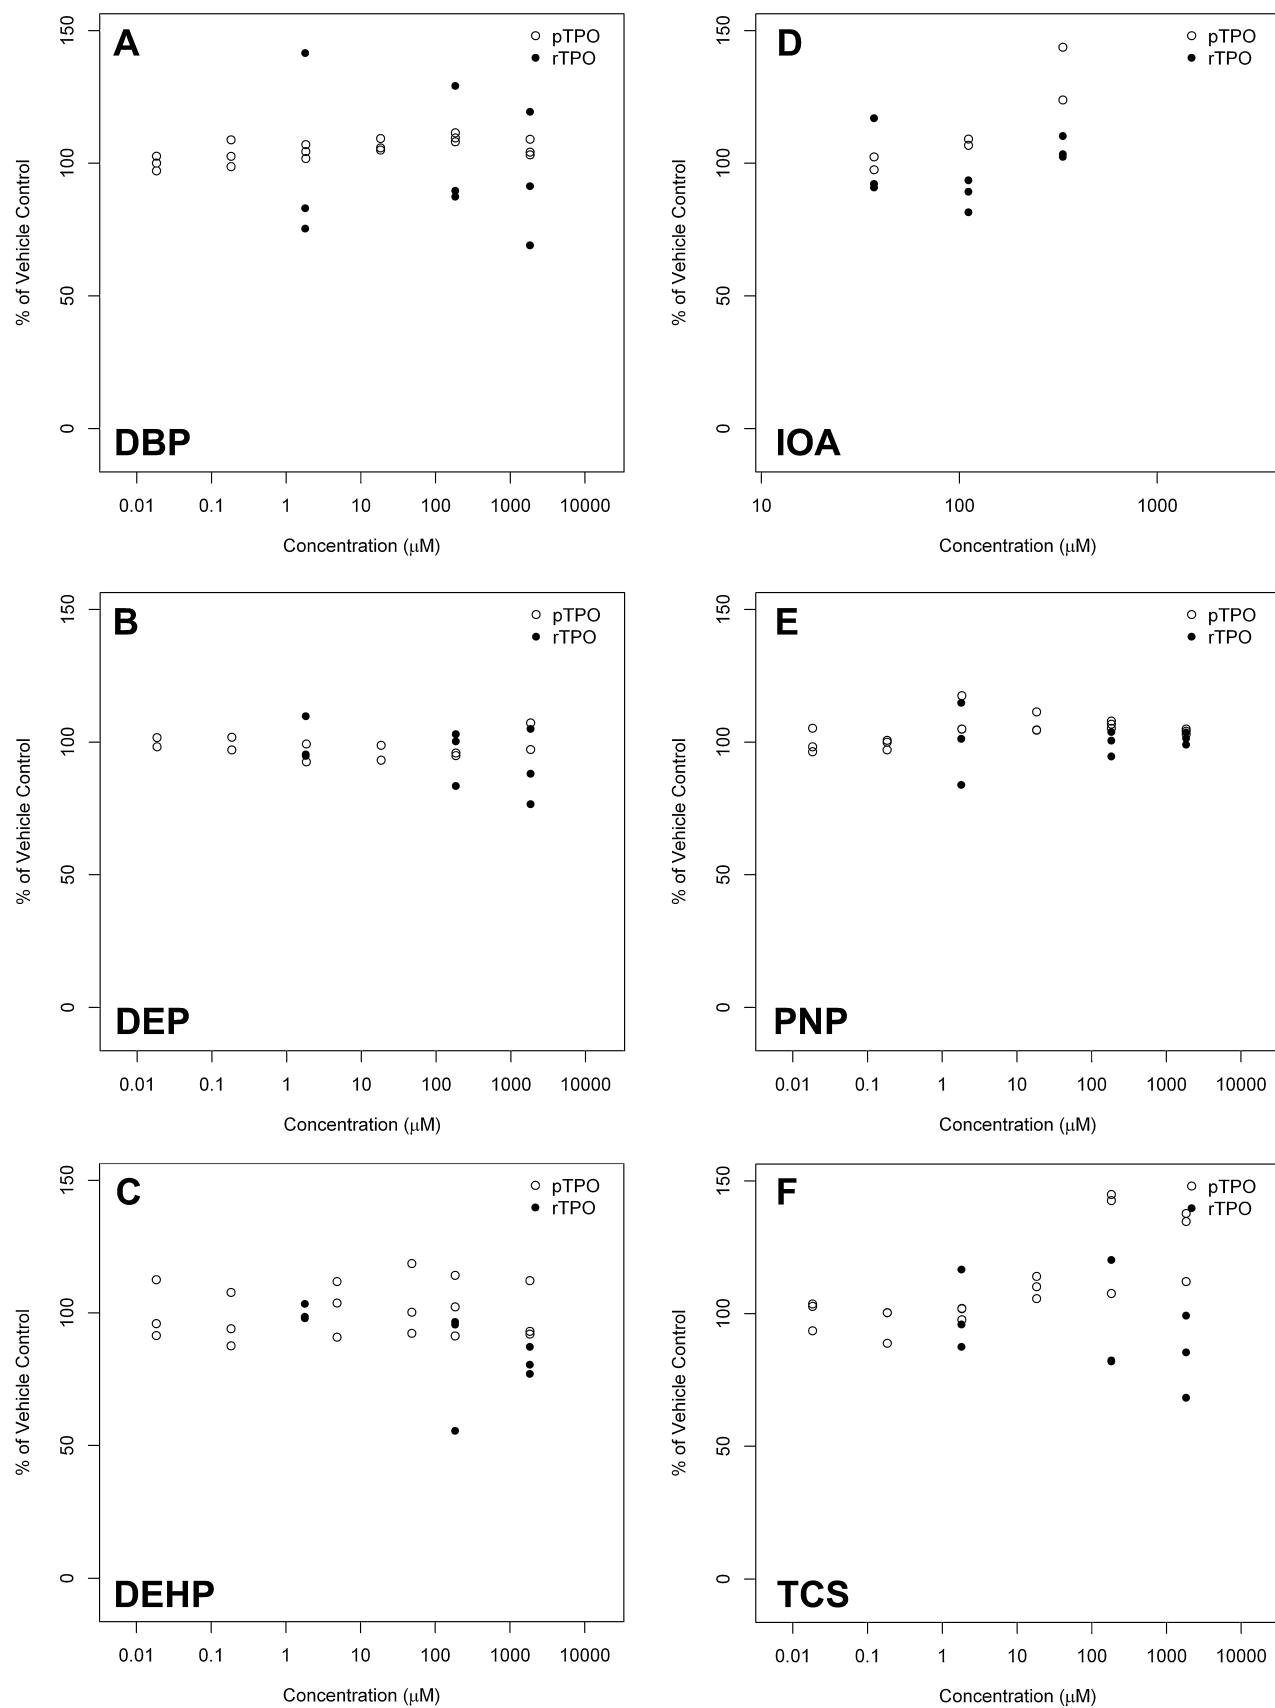 A
150
100
50
0
% of Vehicle Control
pTPO
rTPO
DBP
0.01 0.1 1 10 100 1000 10000
Concentration (μM)
D
150
100
50
0
% of Vehicle Control
pTPO
rTPO
IOA
10 100 1000
Concentration (μM)
B
150
100
50
0
% of Vehicle Control
pTPO
rTPO
DEP
0.01 0.1 1 10 100 1000 10000
Concentration (μM)
E
150
100
50
0
% of Vehicle Control
pTPO
rTPO
PNP
0.01 0.1 1 10 100 1000 10000
Concentration (μM)
C
150
100
50
0
% of Vehicle Control
pTPO
rTPO
DEHP
0.01 0.1 1 10 100 1000 10000
Concentration (μM)
F
150
100
50
0
% of Vehicle Control
pTPO
rTPO
TCS
0.01 0.1 1 10 100 1000 10000
Concentration (μM)